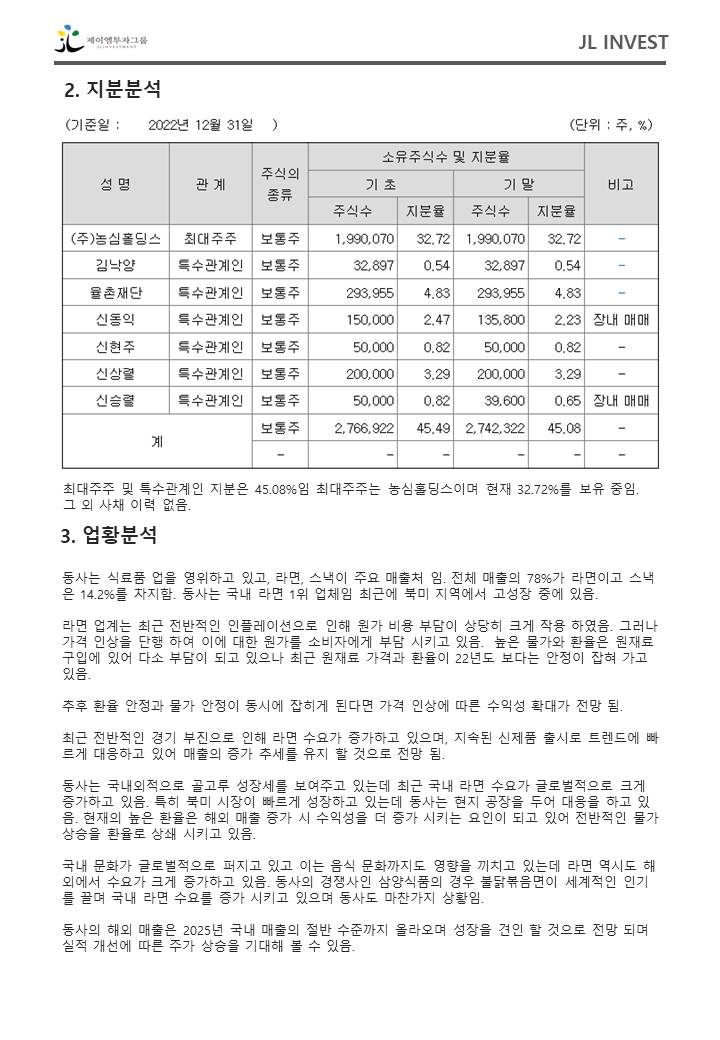 제이엘투자그룹
JLINVESTMENT
JL INVEST
2. 지분분석
(기준일 : 2022년 12월 31일 ) (단위 : 주, %)
성 명 관 계 주식의 종류 소유주식수 및 지분율 비고
기 초 기 말
주식수 지분율 주식수 지분율
(주)농심홀딩스 최대주주 보통주 1,990,070 32.72 1,990,070 32.72 -
김낙양 특수관계인 보통주 32,897 0.54 32,897 0.54 -
율촌재단 특수관계인 보통주 293,955 4.83 293,955 4.83 -
신동익 특수관계인 보통주 150,000 2.47 135,800 2.23 장내 매매
신현주 특수관계인 보통주 50,000 0.82 50,000 0.82 -
신상렬 특수관계인 보통주 200,000 3.29 200,000 3.29 -
신승렬 특수관계인 보통주 50,000 0.82 39,600 0.65 장내 매매
계 보통주 2,766,922 45.49 2,742,322 45.08 -
- - - - - -
최대주주 및 특수관계인 지분은 45.08%임 최대주주는 농심홀딩스이며 현재 32.72%를 보유 중임.
그 외 사채 이력 없음.
3. 업황분석
동사는 식료품 업을 영위하고 있고, 라면, 스낵이 주요 매출처 임. 전체 매출의 78%가 라면이고 스낵
은 14.2%를 차지함. 동사는 국내 라면 1위 업체임 최근에 북미 지역에서 고성장 중에 있음.
라면 업계는 최근 전반적인 인플레이션으로 인해 원가 비용 부담이 상당히 크게 작용 하였음. 그러나
가격 인상을 단행 하여 이에 대한 원가를 소비자에게 부담 시키고 있음. 높은 물가와 환율은 원재료
구입에 있어 다소 부담이 되고 있으나 최근 원재료 가격과 환율이 22년도 보다는 안정이 잡혀 가고
있음.
추후 환율 안정과 물가 안정이 동시에 잡히게 된다면 가격 인상에 따른 수익성 확대가 전망 됨.
최근 전반적인 경기 부진으로 인해 라면 수요가 증가하고 있으며, 지속된 신제품 출시로 트렌드에 빠
르게 대응하고 있어 매출의 증가 추세를 유지 할 것으로 전망 됨.
동사는 국내외적으로 골고루 성장세를 보여주고 있는데 최근 국내 라면 수요가 글로벌적으로 크게
증가하고 있음. 특히 북미 시장이 빠르게 성장하고 있는데 동사는 현지 공장을 두어 대응을 하고 있
음. 현재의 높은 환율은 해외 매출 증가 시 수익성을 더 증가 시키는 요인이 되고 있어 전반적인 물가
상승을 환율로 상쇄 시키고 있음.
국내 문화가 글로벌적으로 퍼지고 있고 이는 음식 문화까지도 영향을 끼치고 있는데 라면 역시도 해
외에서 수요가 크게 증가하고 있음. 동사의 경쟁사인 삼양식품의 경우 불닭볶음면이 세계적인 인기
를 끌며 국내 라면 수요를 증가 시키고 있으며 동사도 마찬가지 상황임.
동사의 해외 매출은 2025년 국내 매출의 절반 수준까지 올라오며 성장을 견인 할 것으로 전망 되며
실적 개선에 따른 주가 상승을 기대해 볼 수 있음.